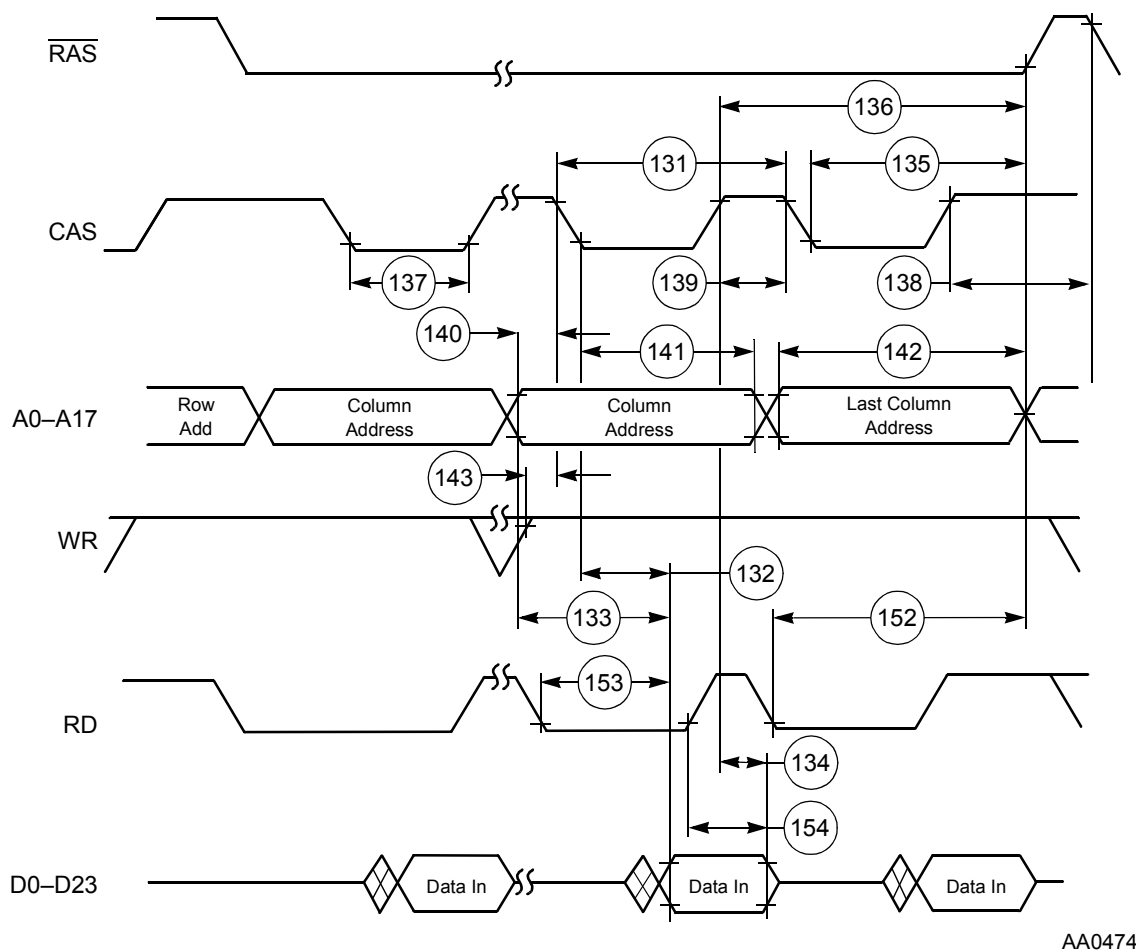 RAS
136
131
135
CAS
137
139
138
140
141
142
A0–A17
Row
Add
Column
Address
Column
Address
Last Column
Address
143
WR
132
133
152
153
RD
134
154
D0–D23
Data In
Data In
Data In
AA0474